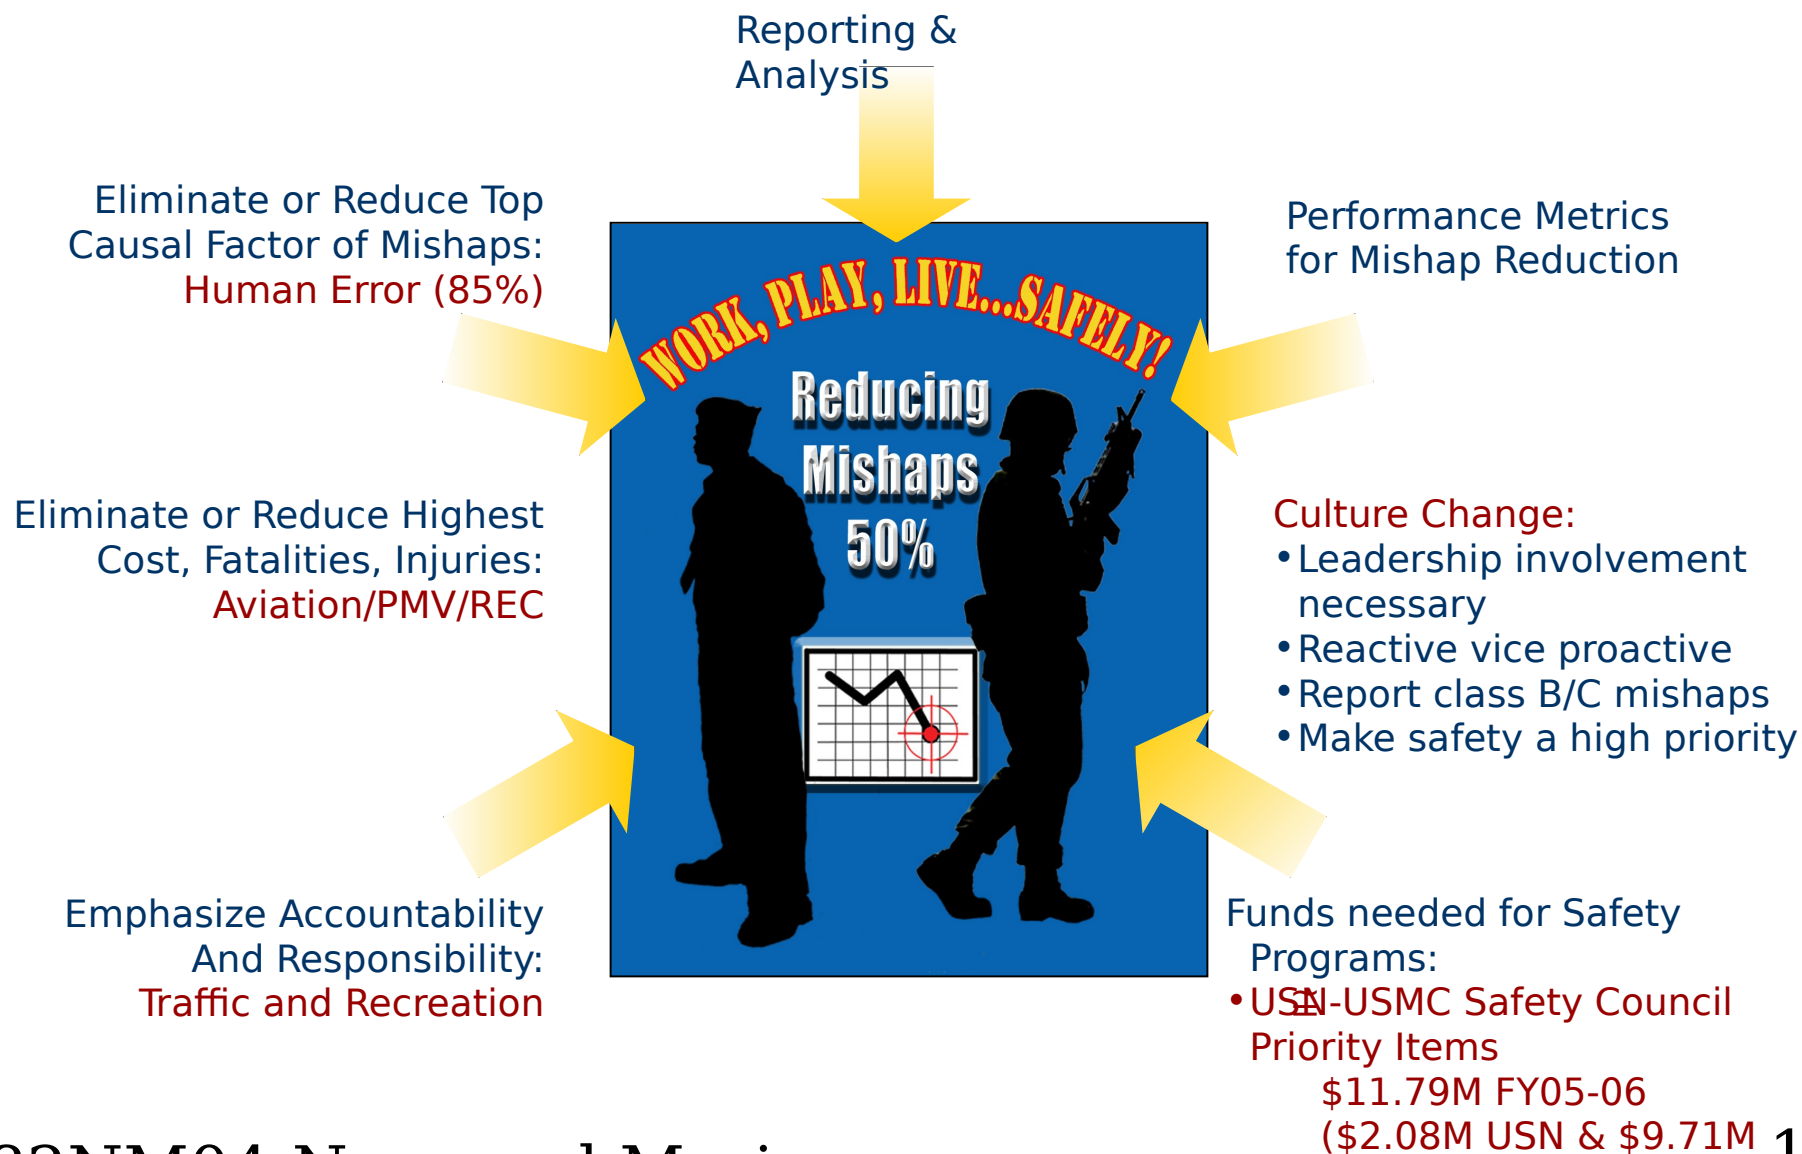 Reporting &
Analysis
Eliminate or Reduce Top
Causal Factor of Mishaps:
Human Error (85%)
Performance Metrics
for Mishap Reduction
WORK, PLAY, LIVE...SAFELY!
Reducing
Mishaps
50%
Eliminate or Reduce Highest
Cost, Fatalities, Injuries:
Aviation/PMV/REC
Culture Change:
•Leadership involvement
necessary
•Reactive vice proactive
•Report class B/C mishaps
•Make safety a high priority
Emphasize Accountability
And Responsibility:
Traffic and Recreation
Funds needed for Safety
Programs:
•USN-USMC Safety Council
Priority Items
$11.79M FY05-06
($2.08M USN & $9.71M